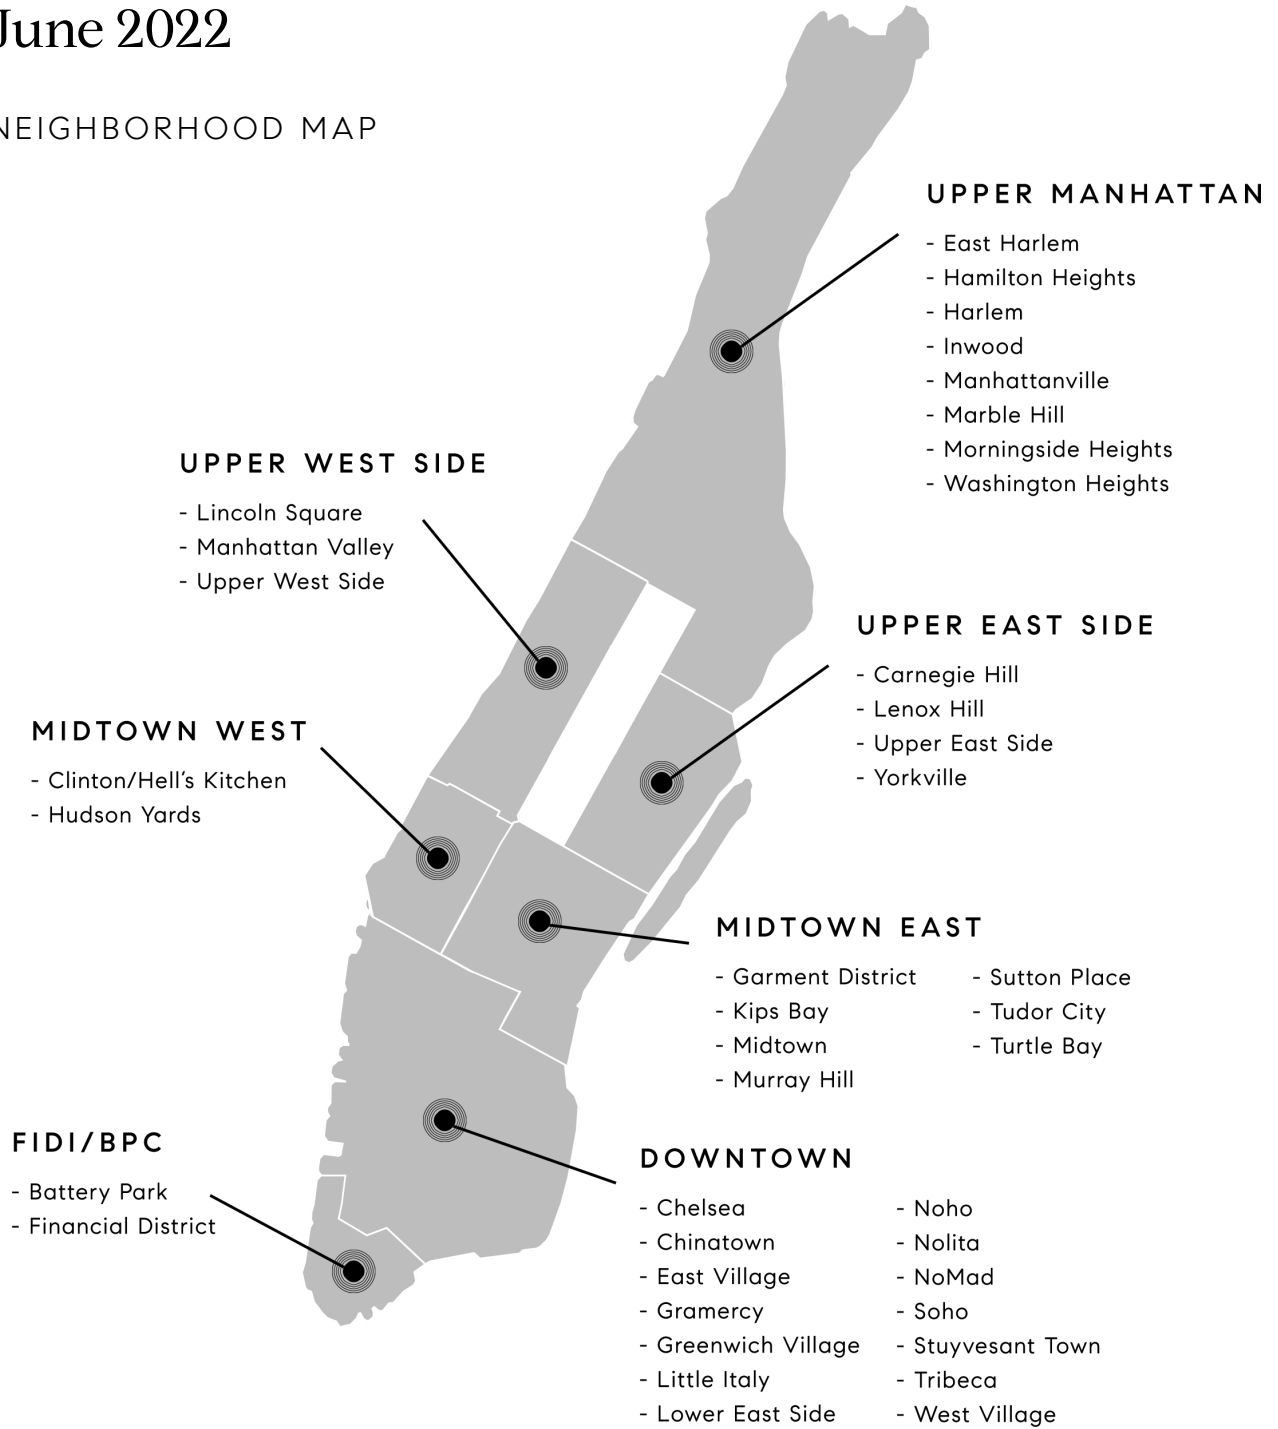 June 2022
NEIGHBORHOOD MAP
UPPER MANHATTAN
- East Harlem
- Hamilton Heights
- Harlem
- Inwood
- Manhattanville
- Marble Hill
- Morningside Heights
- Washington Heights
UPPER WEST SIDE
- Lincoln Square
- Manhattan Valley
- Upper West Side
UPPER EAST SIDE
- Carnegie Hill
- Lenox Hill
- Upper East Side
- Yorkville
MIDTOWN WEST
- Clinton/Hell's Kitchen
- Hudson Yards
MIDTOWN EAST
- Garment District
- Kips Bay
- Midtown
- Murray Hill
- Sutton Place
- Tudor City
- Turtle Bay
FIDI/BPC
- Battery Park
- Financial District
DOWNTOWN
- Chelsea
- Chinatown
- East Village
- Gramercy
- Greenwich Village
- Little Italy
- Lower East Side
- Noho
- Nolita
- NoMad
- Soho
- Stuyvesant Town
- Tribeca
- West Village